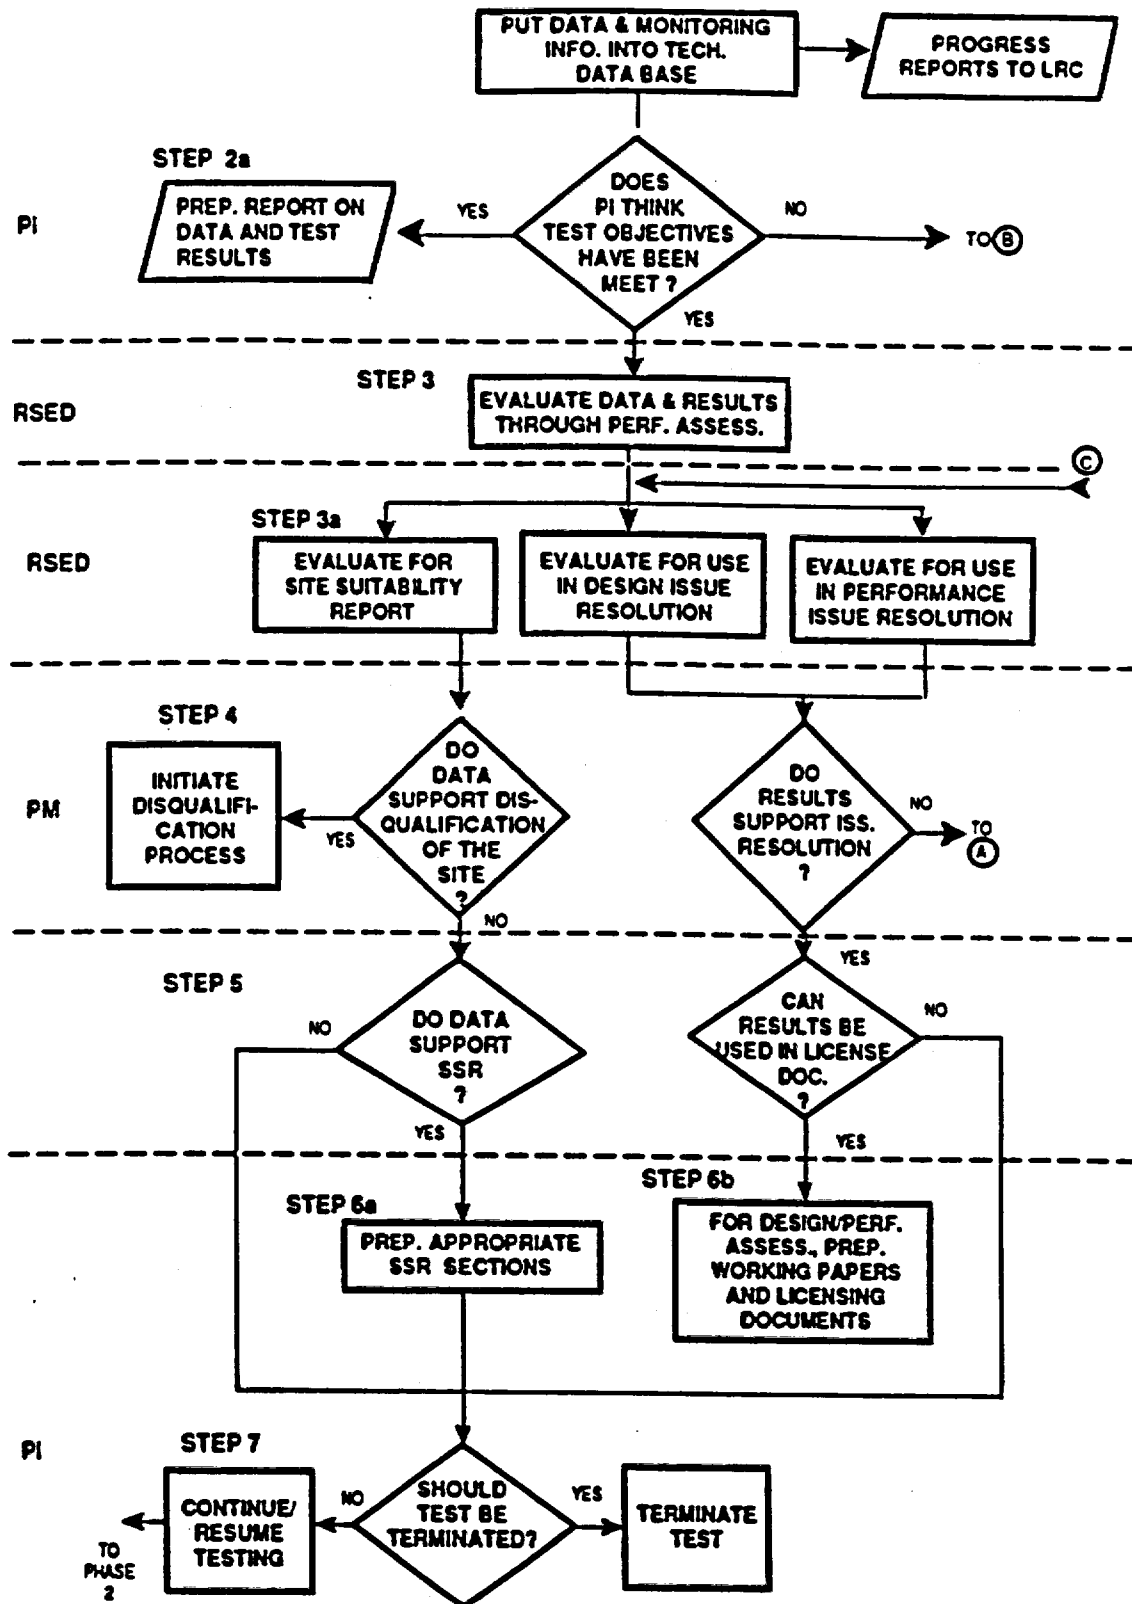 PUT DATA & MONITORING
INFO. INTO TECH.
DATA BASE
PROGRESS
REPORTS TO LRC
STEP 2a
PI
PREP. REPORT ON
DATA AND TEST
RESULTS
YES
DOES
PI THINK
TEST OBJECTIVES
HAVE BEEN
MEET ?
NO
TO B
YES
STEP 3
RSED
EVALUATE DATA & RESULTS
THROUGH PERF. ASSESS.
C
STEP 3a
RSED
EVALUATE FOR
SITE SUITABILITY
REPORT
EVALUATE FOR USE
IN DESIGN ISSUE
RESOLUTION
EVALUATE FOR USE
IN PERFORMANCE
ISSUE RESOLUTION
STEP 4
PM
INITIATE
DISQUALIFI-
CATION
PROCESS
YES
DO
DATA
SUPPORT DIS-
QUALIFICATION
OF THE
SITE
?
NO
DO
RESULTS
SUPPORT ISS.
RESOLUTION
?
NO
TO
A
YES
STEP 5
NO
DO DATA
SUPPORT
SSR
?
YES
CAN
RESULTS BE
USED IN LICENSE
DOC.
?
NO
YES
STEP 6a
PREP. APPROPRIATE
SSR SECTIONS
STEP 6b
FOR DESIGN/PERF.
ASSESS., PREP.
WORKING PAPERS
AND LICENSING
DOCUMENTS
PI
STEP 7
CONTINUE/
RESUME
TESTING
TO
PHASE
2
NO
SHOULD
TEST BE
TERMINATED?
YES
TERMINATE
TEST